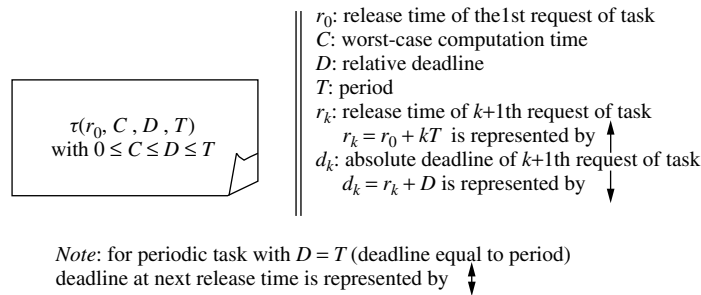 τ(r0, C , D , T)
with 0 ≤ C ≤ D ≤ T
r0: release time of the1st request of task
C: worst-case computation time
D: relative deadline
T: period
rk: release time of k+1th request of task
rk = r0 + kT is represented by
dk: absolute deadline of k+1th request of task
dk = rk + D is represented by
Note: for periodic task with D = T (deadline equal to period)
deadline at next release time is represented by